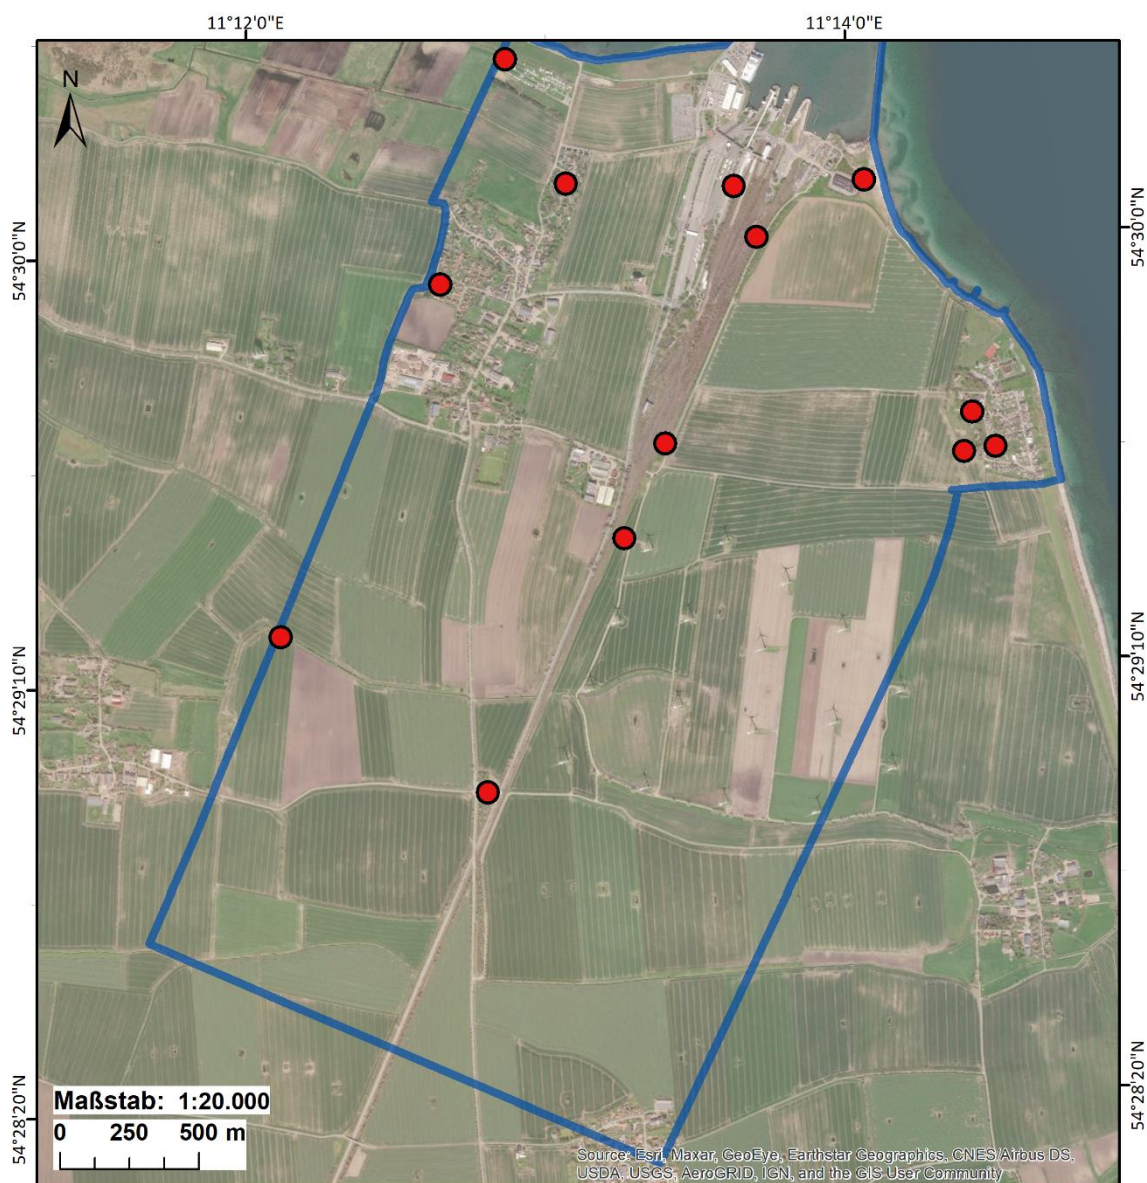 11°12'0"E 11°14'0"E
N
54°30'0"N 54°30'0"N
54°29'10"N 54°29'10"N
54°28'20"N 54°28'20"N
Maßstab: 1:20.000
0 250 500 m
Source: Esri, Maxar, GeoEye, Earthstar Geographics, CNES/Airbus DS,
USDA, USGS, AeroGRID, IGN, and the GIS User Community